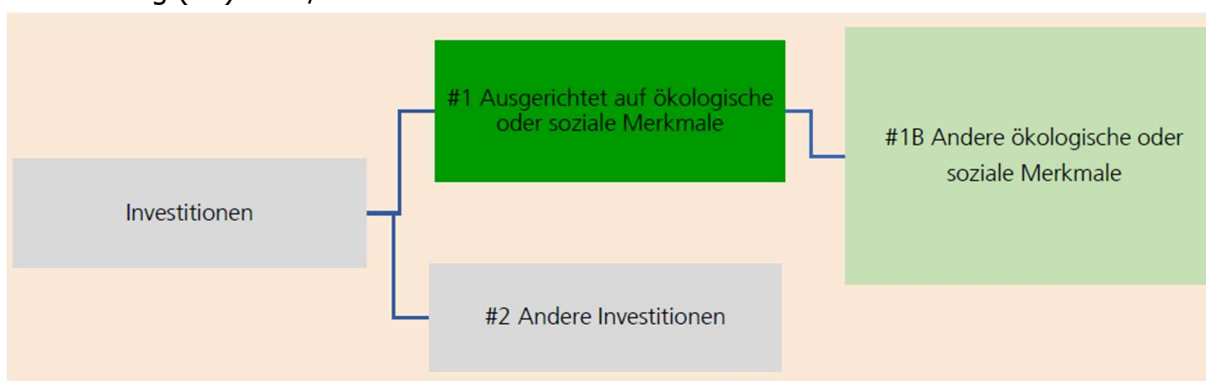 #1 Ausgerichtet auf ökologische
oder soziale Merkmale
#1B Andere ökologische oder
soziale Merkmale
Investitionen
#2 Andere Investitionen